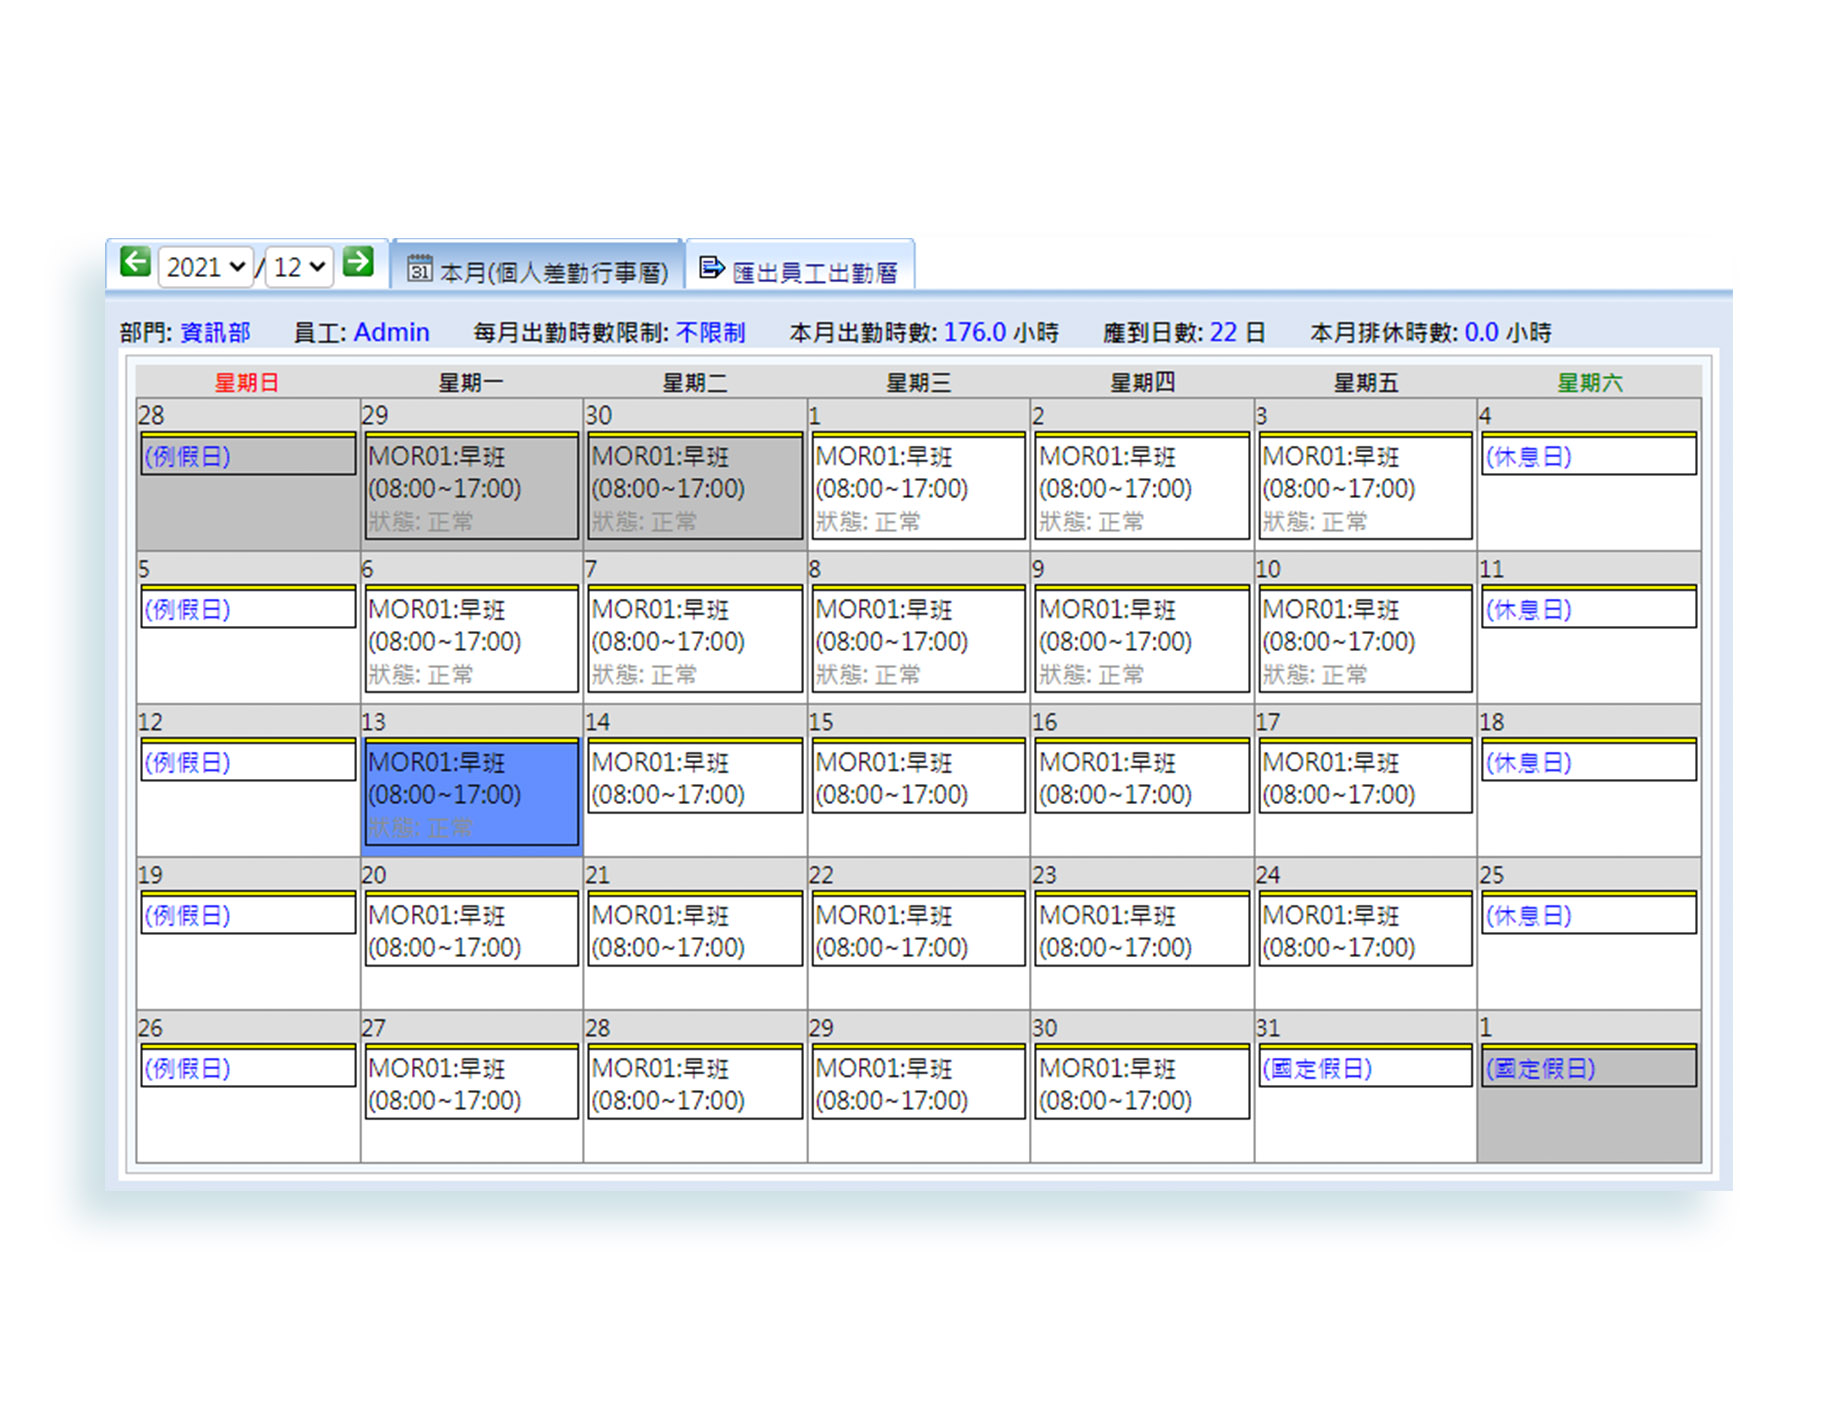 2021 / 12 31 本月(個人差勤行事曆) 匯出員工出勤曆
部門: 資訊部 員工: Admin 每月出勤時數限制: 不限制 本月出勤時數: 176.0 小時 應到日數: 22 日 本月排休時數: 0.0 小時
星期日 星期一 星期二 星期三 星期四 星期五 星期六
28 29 30 1 2 3 4
(例假日) MOR01:早班 MOR01:早班 MOR01:早班 MOR01:早班 MOR01:早班 (休息日)
(08:00~17:00) (08:00~17:00) (08:00~17:00) (08:00~17:00) (08:00~17:00)
狀態: 正常 狀態: 正常 狀態: 正常 狀態: 正常 狀態: 正常
5 6 7 8 9 10 11
(例假日) MOR01:早班 MOR01:早班 MOR01:早班 MOR01:早班 MOR01:早班 (休息日)
(08:00~17:00) (08:00~17:00) (08:00~17:00) (08:00~17:00) (08:00~17:00)
狀態: 正常 狀態: 正常 狀態: 正常 狀態: 正常 狀態: 正常
12 13 14 15 16 17 18
(例假日) MOR01:早班 MOR01:早班 MOR01:早班 MOR01:早班 MOR01:早班 (休息日)
(08:00~17:00) (08:00~17:00) (08:00~17:00) (08:00~17:00) (08:00~17:00)
狀態: 正常
19 20 21 22 23 24 25
(例假日) MOR01:早班 MOR01:早班 MOR01:早班 MOR01:早班 MOR01:早班 (休息日)
(08:00~17:00) (08:00~17:00) (08:00~17:00) (08:00~17:00) (08:00~17:00)
26 27 28 29 30 31 1
(例假日) MOR01:早班 MOR01:早班 MOR01:早班 MOR01:早班 (國定假日) (國定假日)
(08:00~17:00) (08:00~17:00) (08:00~17:00) (08:00~17:00)